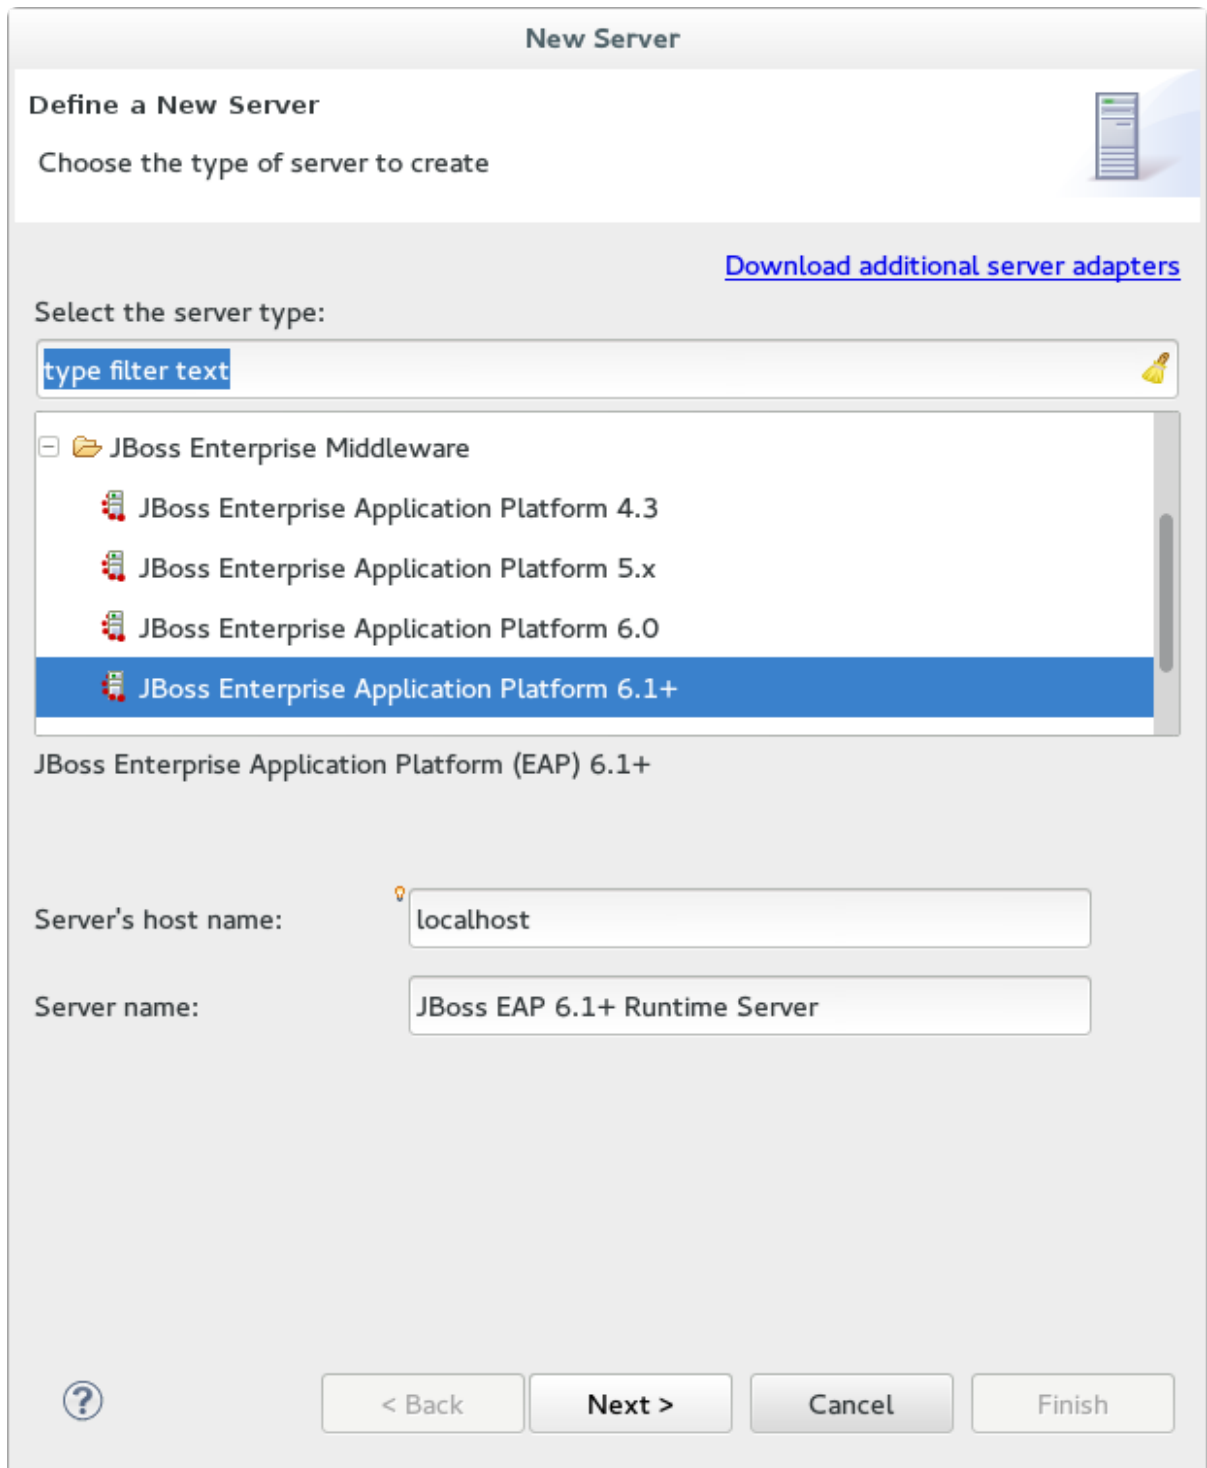 New Server
Define a New Server
Choose the type of server to create
Download additional server adapters
Select the server type:
type filter text
JBoss Enterprise Middleware
JBoss Enterprise Application Platform 4.3
JBoss Enterprise Application Platform 5.x
JBoss Enterprise Application Platform 6.0
JBoss Enterprise Application Platform 6.1+
JBoss Enterprise Application Platform (EAP) 6.1+
Server's host name: localhost
Server name: JBoss EAP 6.1+ Runtime Server
? < Back Next > Cancel Finish